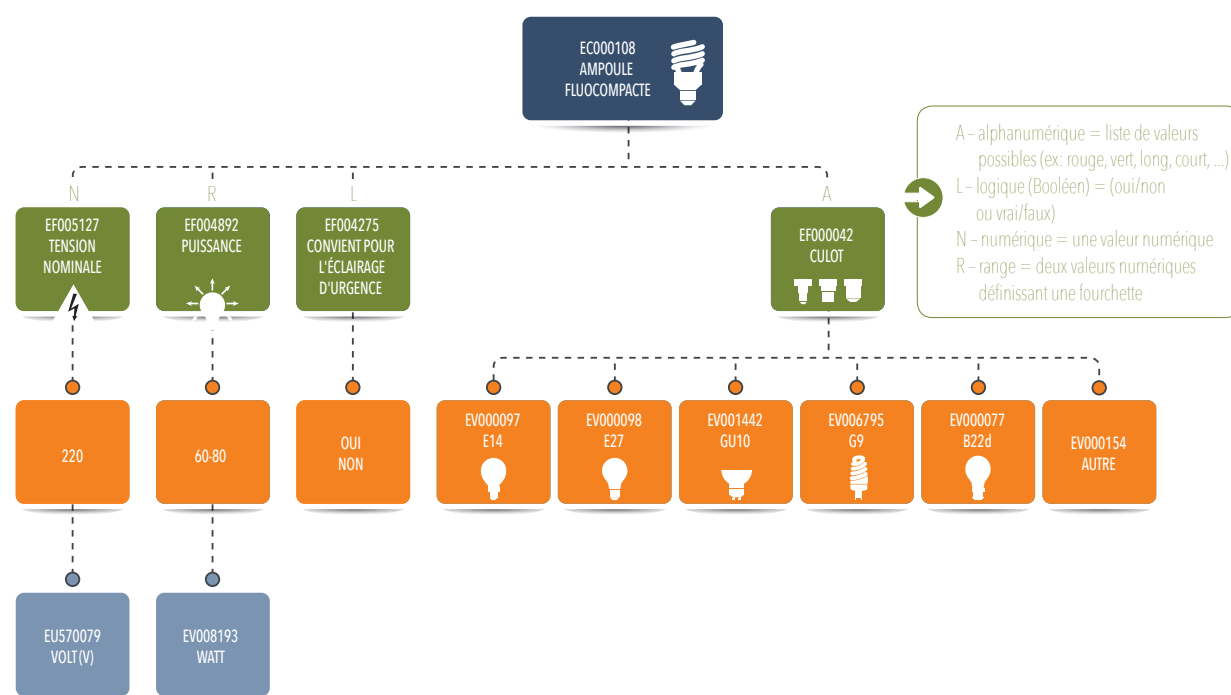 EC000108
AMPOULE
FLUOCOMPACTE
A – alphanumérique = liste de valeurs
possibles (ex: rouge, vert, long, court, ...)
L – logique (Booléen) = (oui/non
ou vrai/faux)
N – numérique = une valeur numérique
R – range = deux valeurs numériques
définissant une fourchette
N
R
L
A
EF005127
TENSION
NOMINALE
EF004892
PUISSANCE
EF004275
CONVIENT POUR
L'ÉCLAIRAGE
D'URGENCE
EF000042
CULOT
220
60-80
OUI
NON
EV000097
E14
EV000098
E27
EV001442
GU10
EV006795
G9
EV000077
B22d
EV000154
AUTRE
EU570079
VOLT (V)
EV008193
WATT